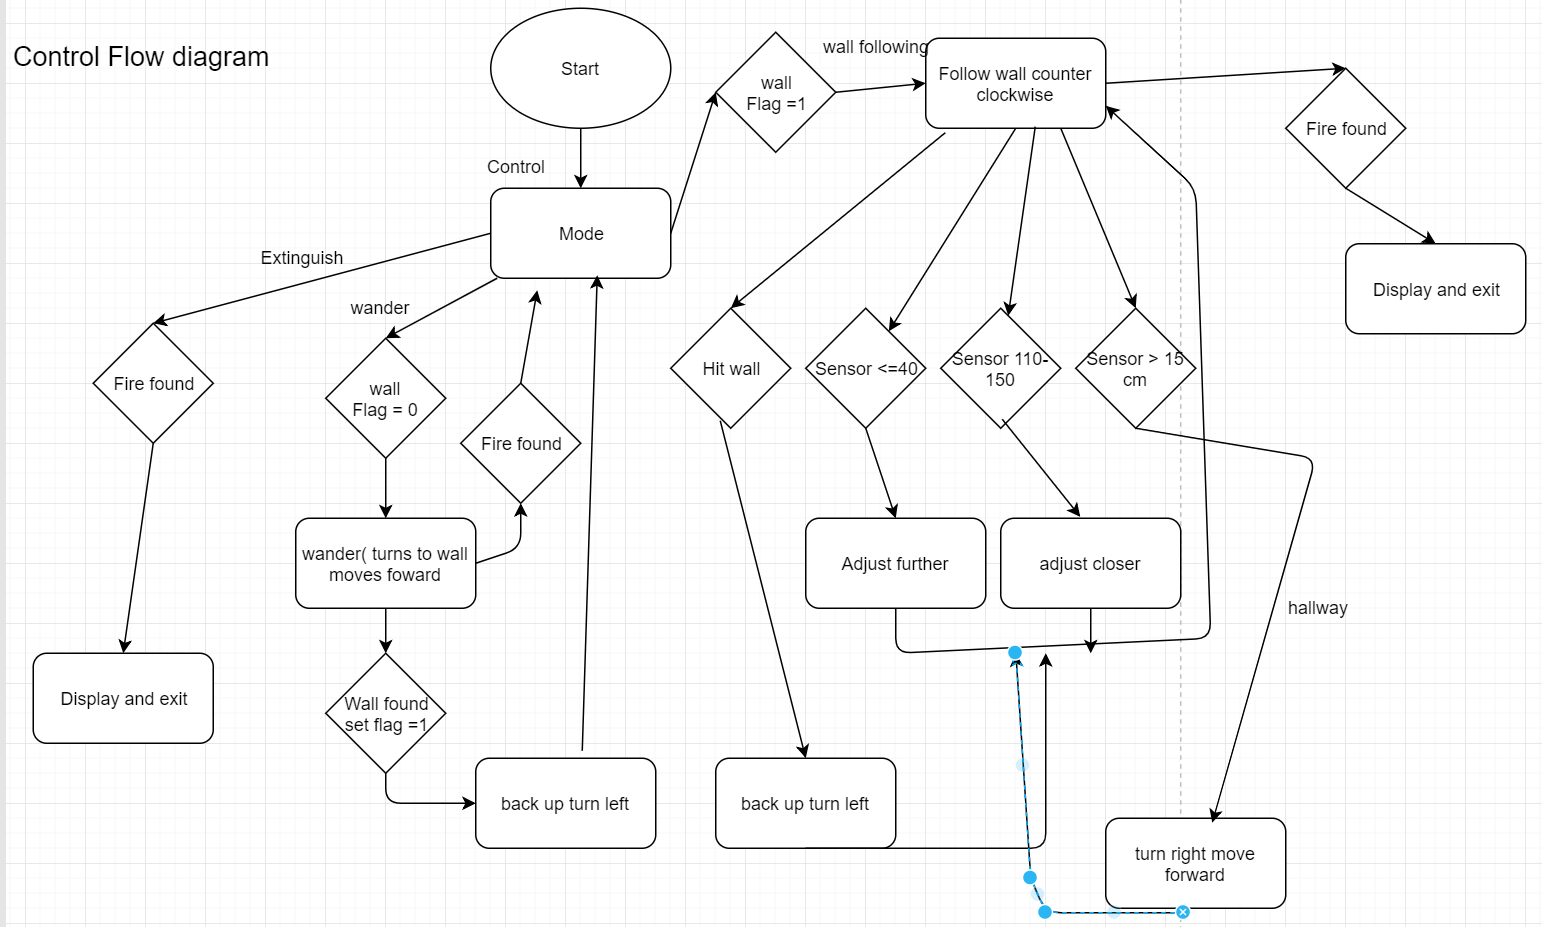 Control Flow diagram
Start
Control
Mode
Extinguish
wander
wall
Flag =1
wall following
Follow wall counter
clockwise
Fire found
Display and exit
Fire found
wall
Flag = 0
Fire found
Hit wall
Sensor <=40
Sensor 110-
150
Sensor > 15
cm
wander( turns to wall
moves foward
Adjust further
adjust closer
hallway
Display and exit
Wall found
set flag =1
back up turn left
back up turn left
turn right move
forward